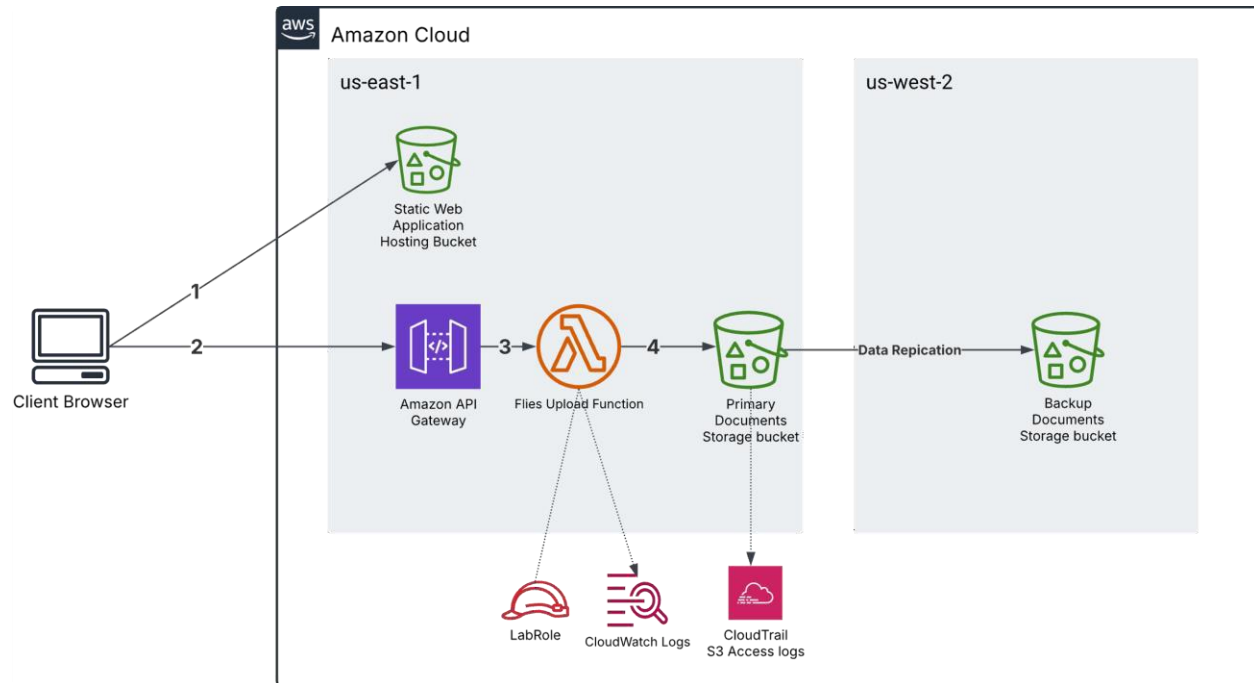 aws
Amazon Cloud
us-east-1
us-west-2
Static Web
Application
Hosting Bucket
1
2
3
4
Data Repication
Client Browser
Amazon API
Gateway
Flies Upload Function
Primary
Documents
Storage bucket
Backup
Documents
Storage bucket
</>
LabRole
CloudWatch Logs
CloudTrail
S3 Access logs